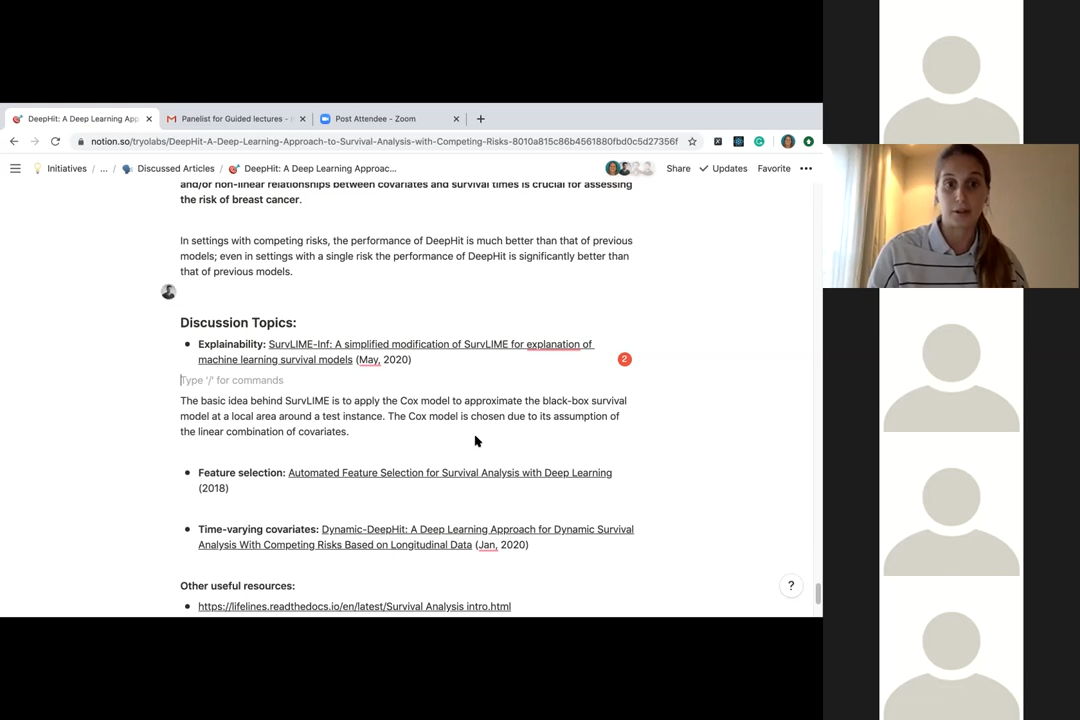 DeepHit: A Deep Learning App
Panelist for Guided lectures -
Post Attendee - Zoom
notion.so/tryolabs/DeepHit-A-Deep-Learning-Approach-to-Survival-Analysis-with-Competing-Risks-8010a815c86b4561880fbd0c5d27356f
Initiatives / ... / Discussed Articles / DeepHit: A Deep Learning Approac...
Share Updates Favorite
and/or non-linear relationships between covariates and survival times is crucial for assessing
the risk of breast cancer.
In settings with competing risks, the performance of DeepHit is much better than that of previous
models; even in settings with a single risk the performance of DeepHit is significantly better than
that of previous models.
Discussion Topics:
Explainability: SurvLIME-Inf: A simplified modification of SurvLIME for explanation of
machine learning survival models (May, 2020)
2
Type '/' for commands
The basic idea behind SurvLIME is to apply the Cox model to approximate the black-box survival
model at a local area around a test instance. The Cox model is chosen due to its assumption of
the linear combination of covariates.
Feature selection: Automated Feature Selection for Survival Analysis with Deep Learning
(2018)
Time-varying covariates: Dynamic-DeepHit: A Deep Learning Approach for Dynamic Survival
Analysis With Competing Risks Based on Longitudinal Data (Jan, 2020)
?
Other useful resources:
https://lifelines.readthedocs.io/en/latest/Survival Analysis intro.html